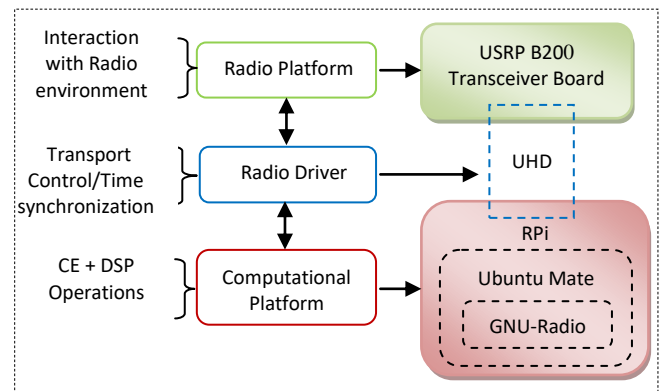 Interaction
with Radio
environment
Radio Platform
USRP B200
Transceiver Board
Transport
Control/Time
synchronization
Radio Driver
UHD
CE + DSP
Operations
Computational
Platform
RPi
Ubuntu Mate
GNU-Radio